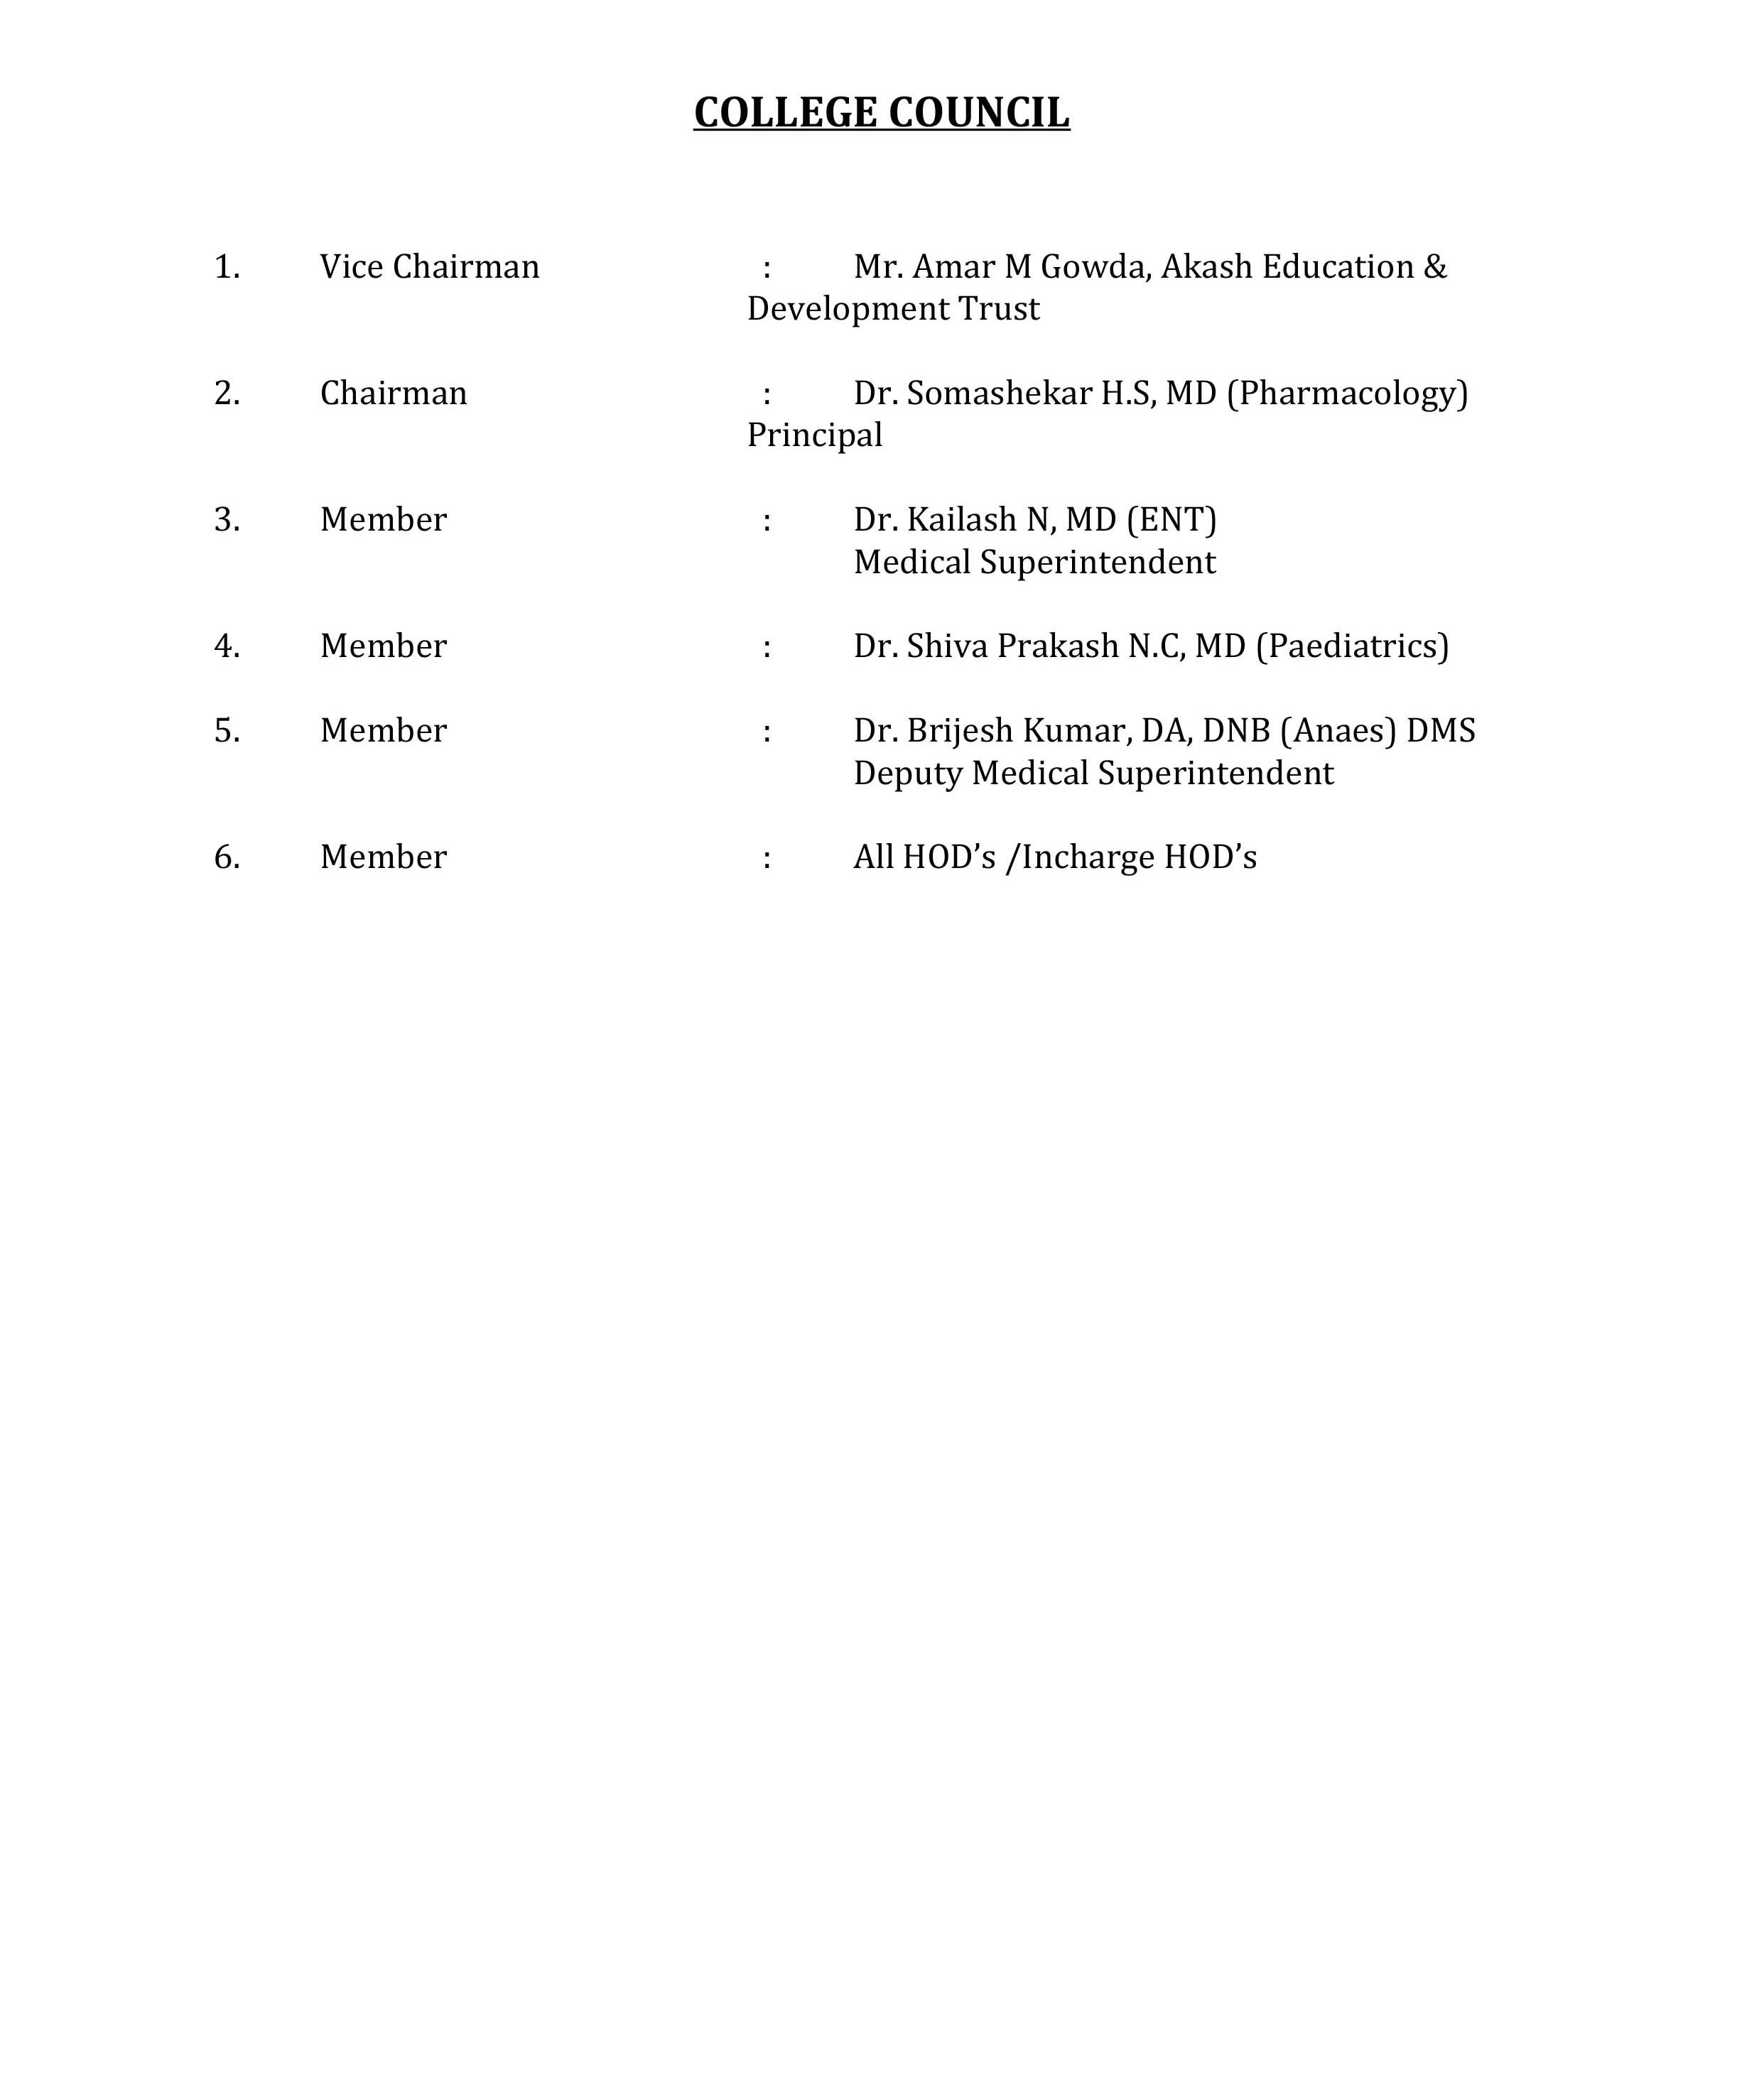 COLLEGE COUNCIL
1. Vice Chairman : Mr. Amar M Gowda, Akash Education &
Development Trust
2. Chairman : Dr. Somashekar H.S, MD (Pharmacology)
Principal
3. Member : Dr. Kailash N, MD (ENT)
Medical Superintendent
4. Member : Dr. Shiva Prakash N.C, MD (Paediatrics)
5. Member : Dr. Brijesh Kumar, DA, DNB (Anaes) DMS
Deputy Medical Superintendent
6. Member : All HOD’s /Incharge HOD’s